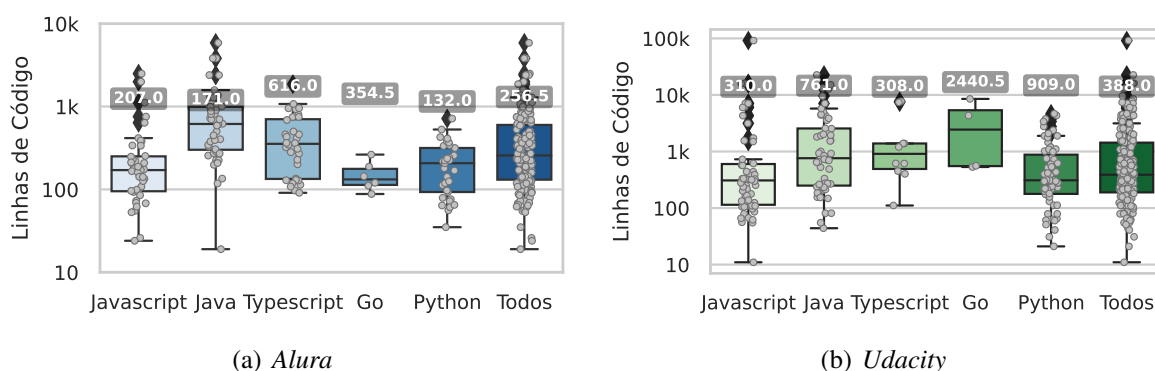 10k
1k
100
10
Linhas de Código
207.0
171.0
616.0
354.5
132.0
256.5
Javascript Java Typescript Go Python Todos
(a) Alura
100k
10k
1k
100
10
Linhas de Código
310.0
761.0
308.0
2440.5
909.0
388.0
Javascript Java Typescript Go Python Todos
(b) Udacity